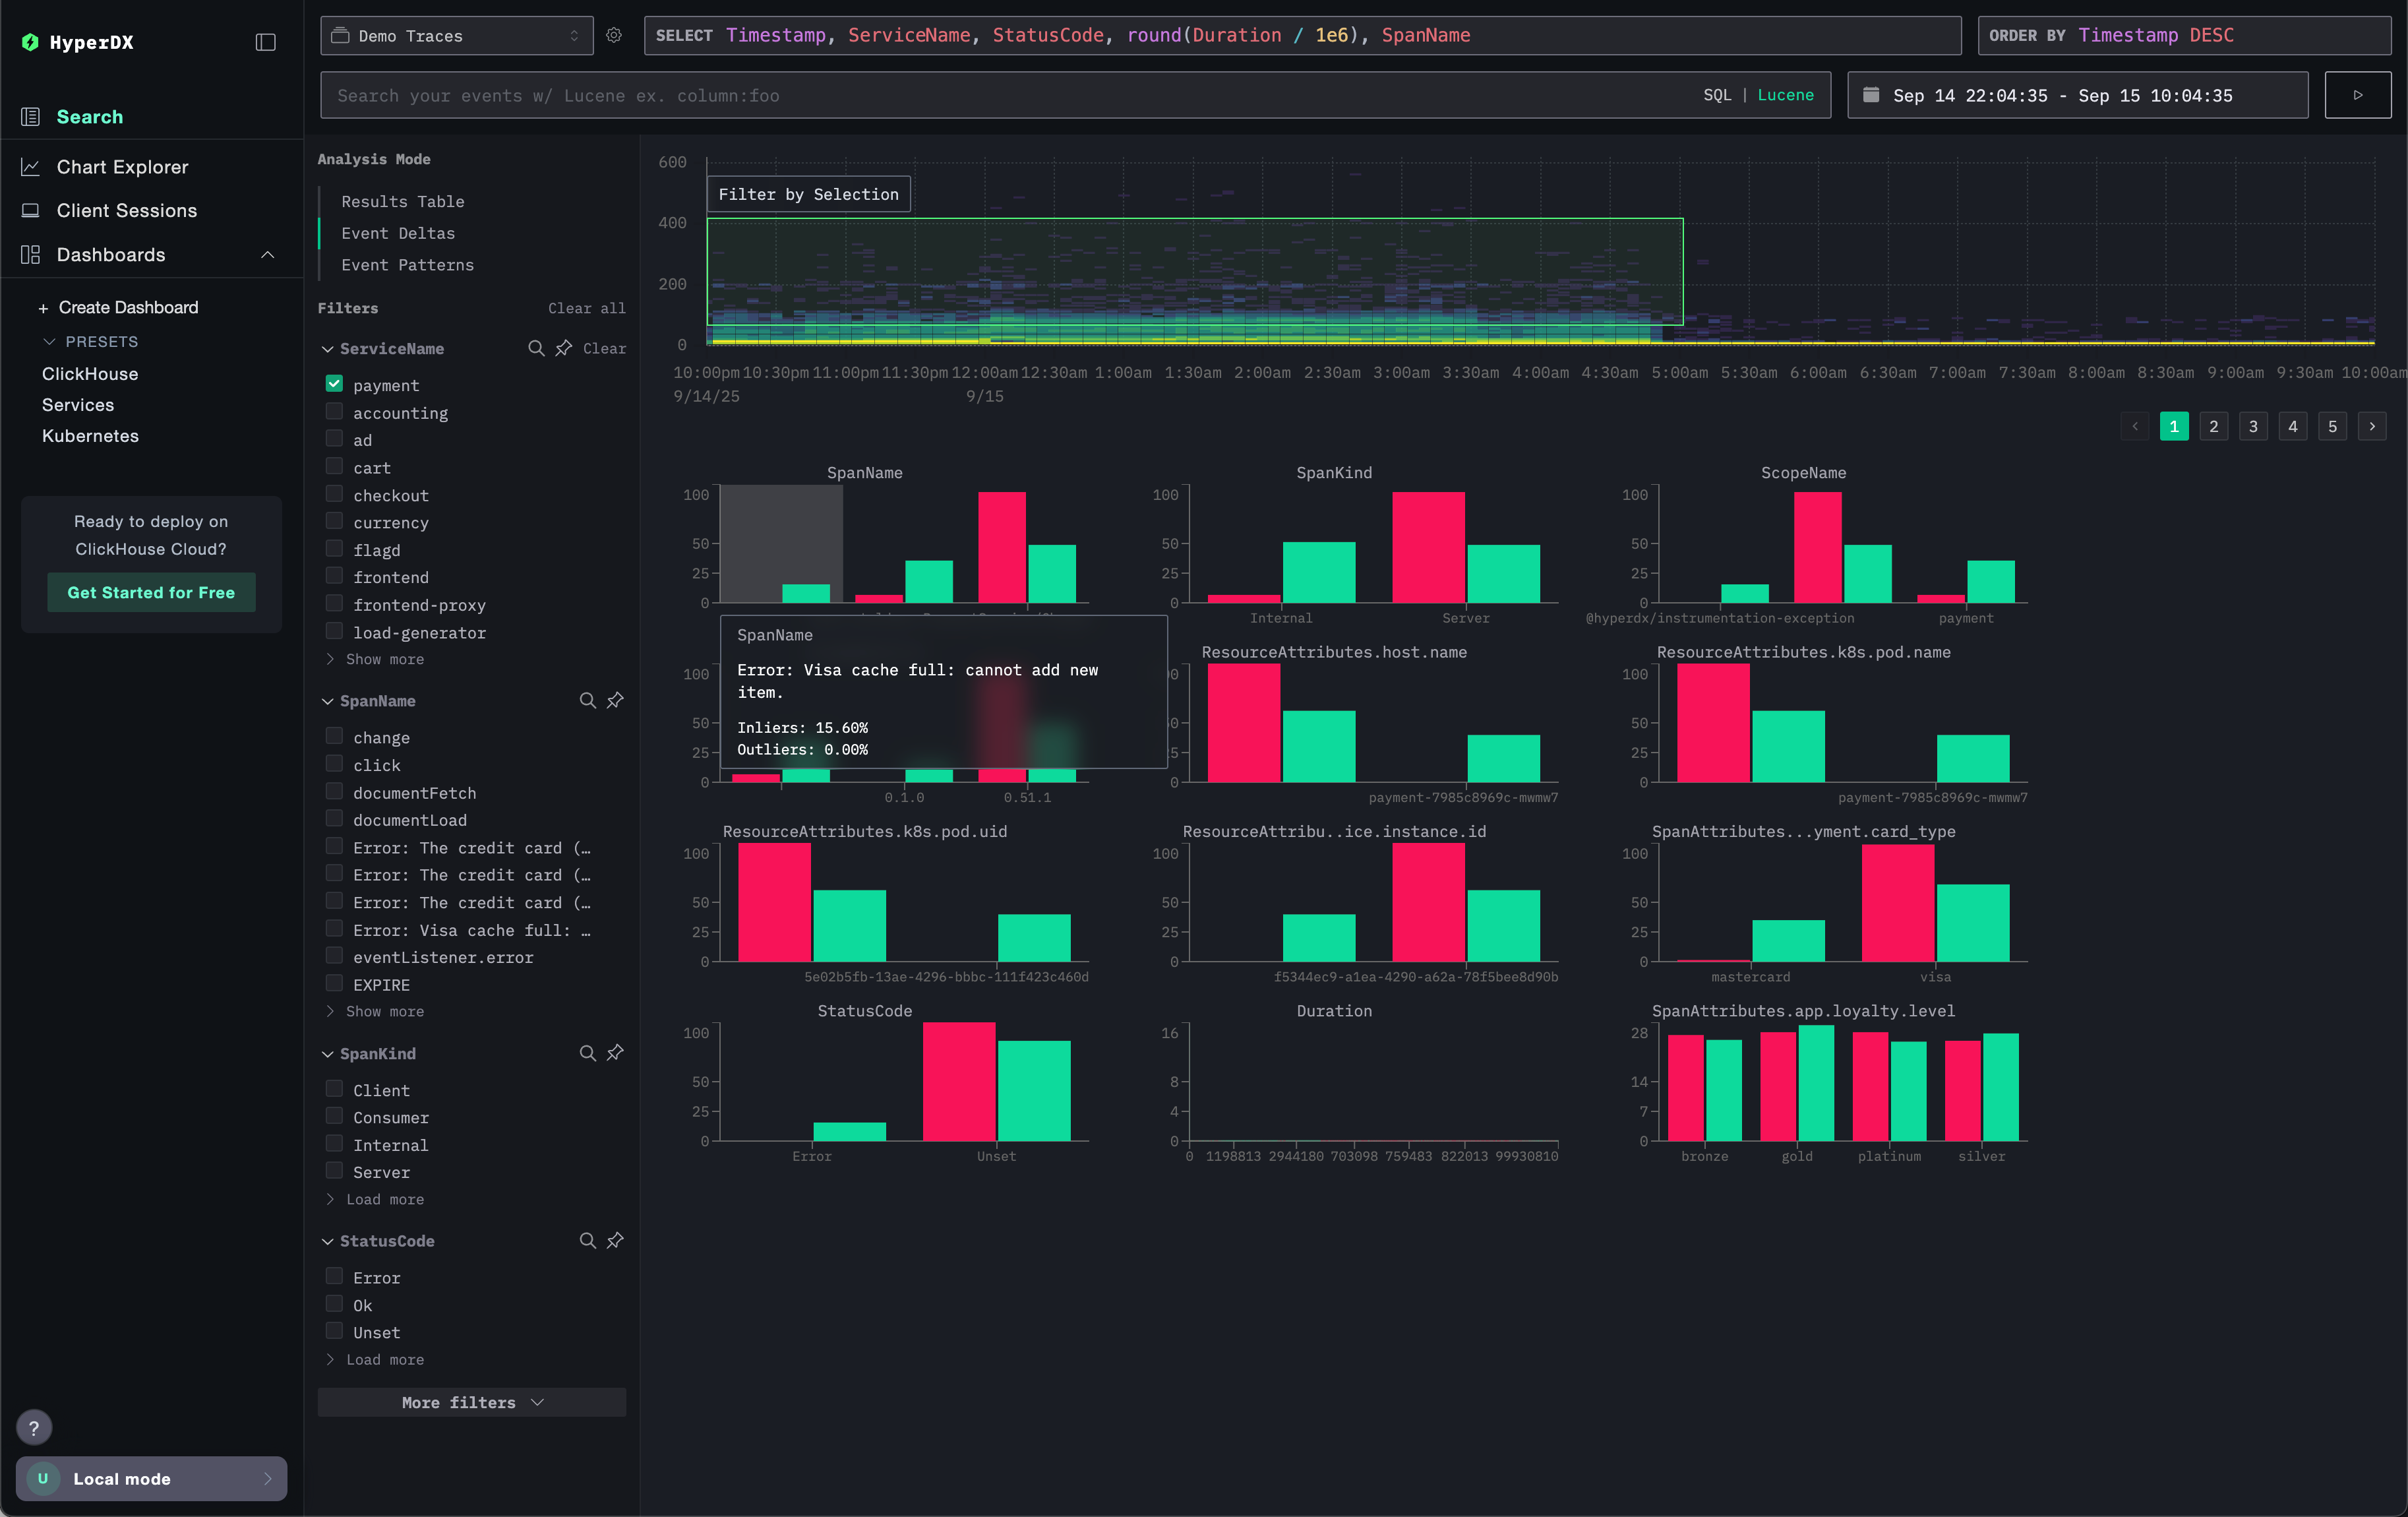 HyperDX
Search
Chart Explorer
Client Sessions
Dashboards
+ Create Dashboard
PRESETS
ClickHouse
Services
Kubernetes
Ready to deploy on
ClickHouse Cloud?
Get Started for Free
?
U Local mode
Demo Traces
SELECT Timestamp, ServiceName, StatusCode, round(Duration / 1e6), SpanName
ORDER BY Timestamp DESC
Search your events w/ Lucene ex. column:foo
SQL | Lucene
Sep 14 22:04:35 - Sep 15 10:04:35
Analysis Mode
Results Table
Event Deltas
Event Patterns
Filters Clear all
ServiceName Clear
payment
accounting
ad
cart
checkout
currency
flagd
frontend
frontend-proxy
load-generator
Show more
SpanName
change
click
documentFetch
documentLoad
Error: The credit card (…
Error: The credit card (…
Error: The credit card (…
Error: Visa cache full: …
eventListener.error
EXPIRE
Show more
SpanKind
Client
Consumer
Internal
Server
Load more
StatusCode
Error
Ok
Unset
Load more
More filters
600
400
200
0
Filter by Selection
10:00pm 10:30pm 11:00pm 11:30pm 12:00am 12:30am 1:00am 1:30am 2:00am 2:30am 3:00am 3:30am 4:00am 4:30am 5:00am 5:30am 6:00am 6:30am 7:00am 7:30am 8:00am 8:30am 9:00am 9:30am 10:00am
9/14/25 9/15
1 2 3 4 5
SpanName
100
50
25
0
SpanKind
100
50
25
0
Internal Server
ScopeName
100
50
25
0
@hyperdx/instrumentation-exception payment
SpanName
Error: Visa cache full: cannot add new
item.
Inliers: 15.60%
Outliers: 0.00%
100
50
25
0
0.1.0 0.51.1
ResourceAttributes.host.name
0
payment-7985c8969c-mwmw7
ResourceAttributes.k8s.pod.name
100
50
25
0
payment-7985c8969c-mwmw7
ResourceAttributes.k8s.pod.uid
100
50
25
0
5e02b5fb-13ae-4296-bbbc-111f423c460d
ResourceAttribu..ice.instance.id
100
50
25
0
f5344ec9-a1ea-4290-a62a-78f5bee8d90b
SpanAttributes...yment.card_type
100
50
25
0
mastercard visa
StatusCode
100
50
25
0
Error Unset
Duration
16
8
4
0
0 1198813 2944180 703098 759483 822013 99930810
SpanAttributes.app.loyalty.level
28
14
7
0
bronze gold platinum silver